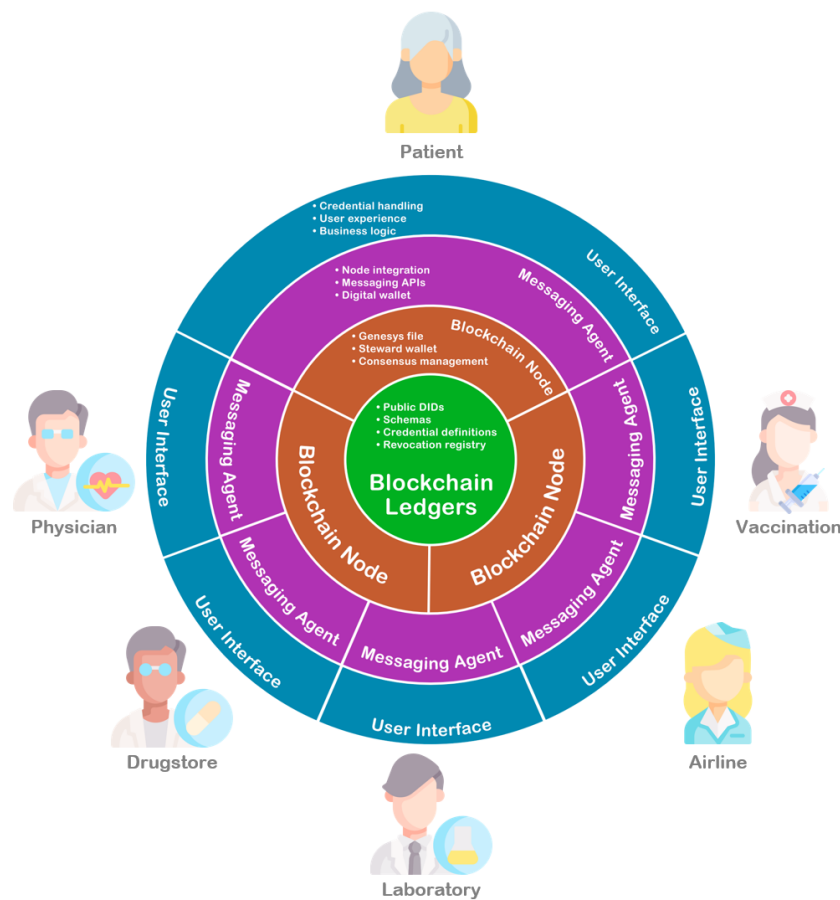 Patient
• Credential handling
• User experience
• Business logic
User Interface
• Node integration
• Messaging APIs
• Digital wallet
Messaging Agent
• Genesys file
• Steward wallet
• Consensus management
Blockchain Node
• Public DIDs
• Schemas
• Credential definitions
• Revocation registry
Blockchain
Ledgers
User Interface
Messaging Agent
Blockchain Node
Blockchain Node
Messaging Agent
User Interface
Physician
Vaccination
User Interface
Messaging Agent
Messaging Agent
Messaging Agent
User Interface
User Interface
Drugstore
Airline
Laboratory